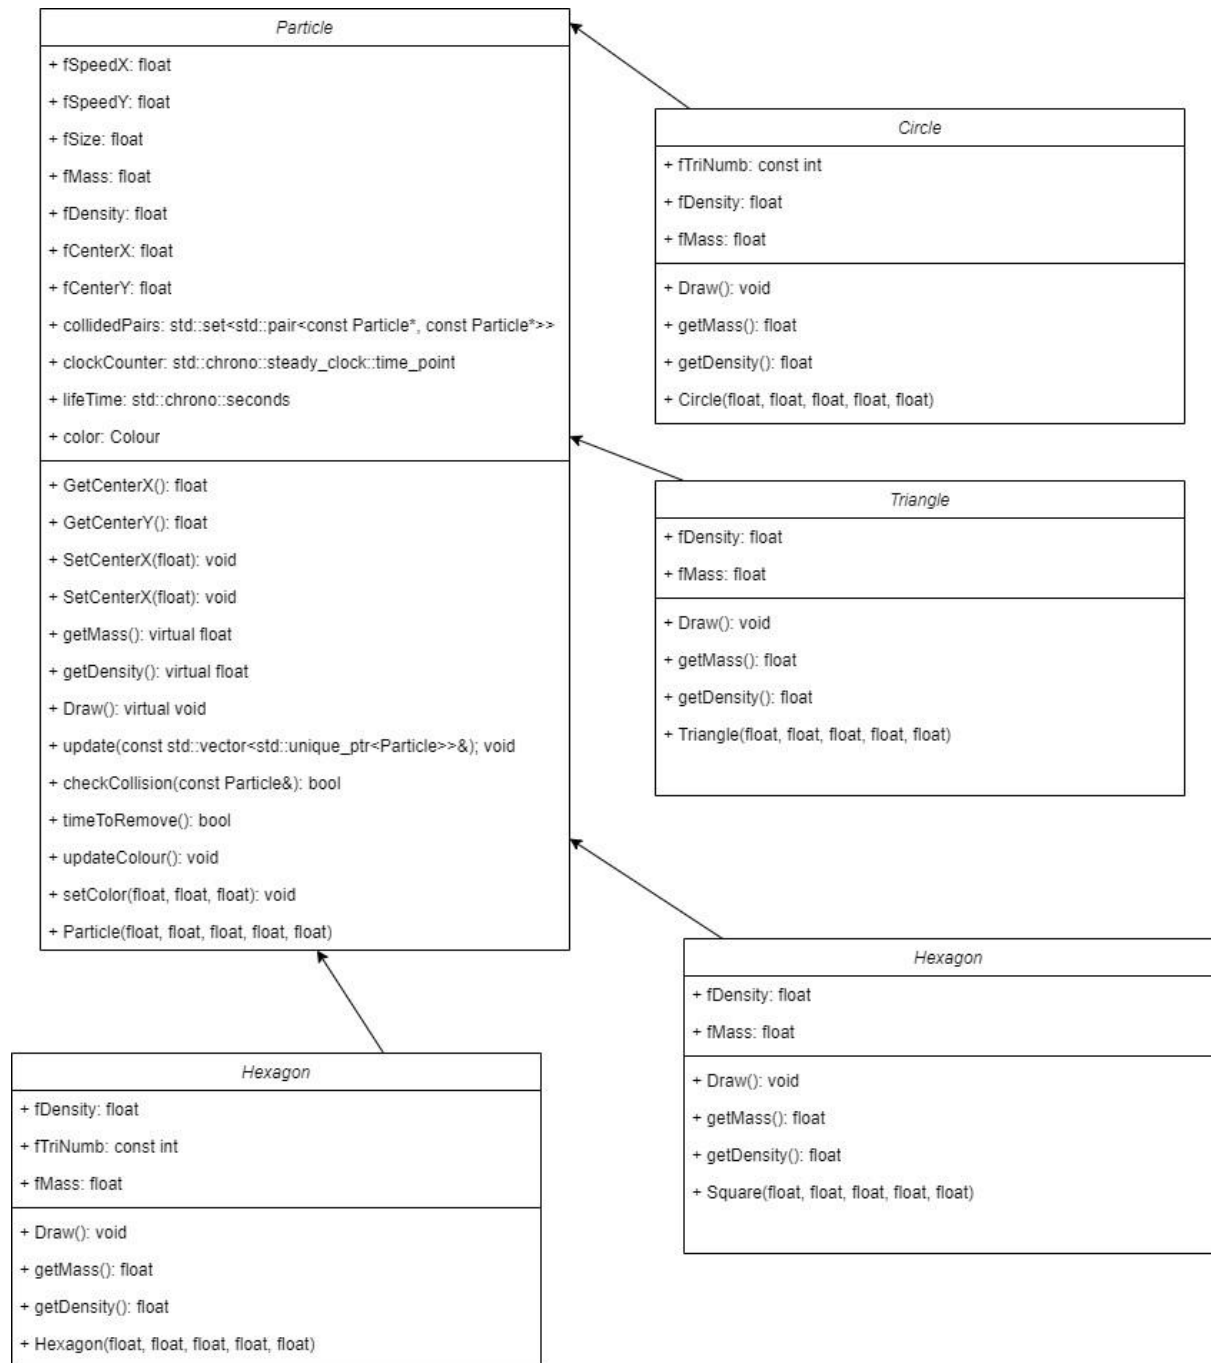 Particle
+ fSpeedX: float
+ fSpeedY: float
+ fSize: float
+ fMass: float
+ fDensity: float
+ fCenterX: float
+ fCenterY: float
+ collidedPairs: std::set<std::pair<const Particle*, const Particle*>>
+ clockCounter: std::chrono::steady_clock::time_point
+ lifeTime: std::chrono::seconds
+ color: Colour
+ GetCenterX(): float
+ GetCenterY(): float
+ SetCenterX(float): void
+ SetCenterX(float): void
+ getMass(): virtual float
+ getDensity(): virtual float
+ Draw(): virtual void
+ update(const std::vector<std::unique_ptr<Particle>>&); void
+ checkCollision(const Particle&): bool
+ timeToRemove(): bool
+ updateColour(): void
+ setColor(float, float, float): void
+ Particle(float, float, float, float, float)
Circle
+ fTriNumb: const int
+ fDensity: float
+ fMass: float
+ Draw(): void
+ getMass(): float
+ getDensity(): float
+ Circle(float, float, float, float, float)
Triangle
+ fDensity: float
+ fMass: float
+ Draw(): void
+ getMass(): float
+ getDensity(): float
+ Triangle(float, float, float, float, float)
Hexagon
+ fDensity: float
+ fMass: float
+ Draw(): void
+ getMass(): float
+ getDensity(): float
+ Square(float, float, float, float, float)
Hexagon
+ fDensity: float
+ fTriNumb: const int
+ fMass: float
+ Draw(): void
+ getMass(): float
+ getDensity(): float
+ Hexagon(float, float, float, float, float)